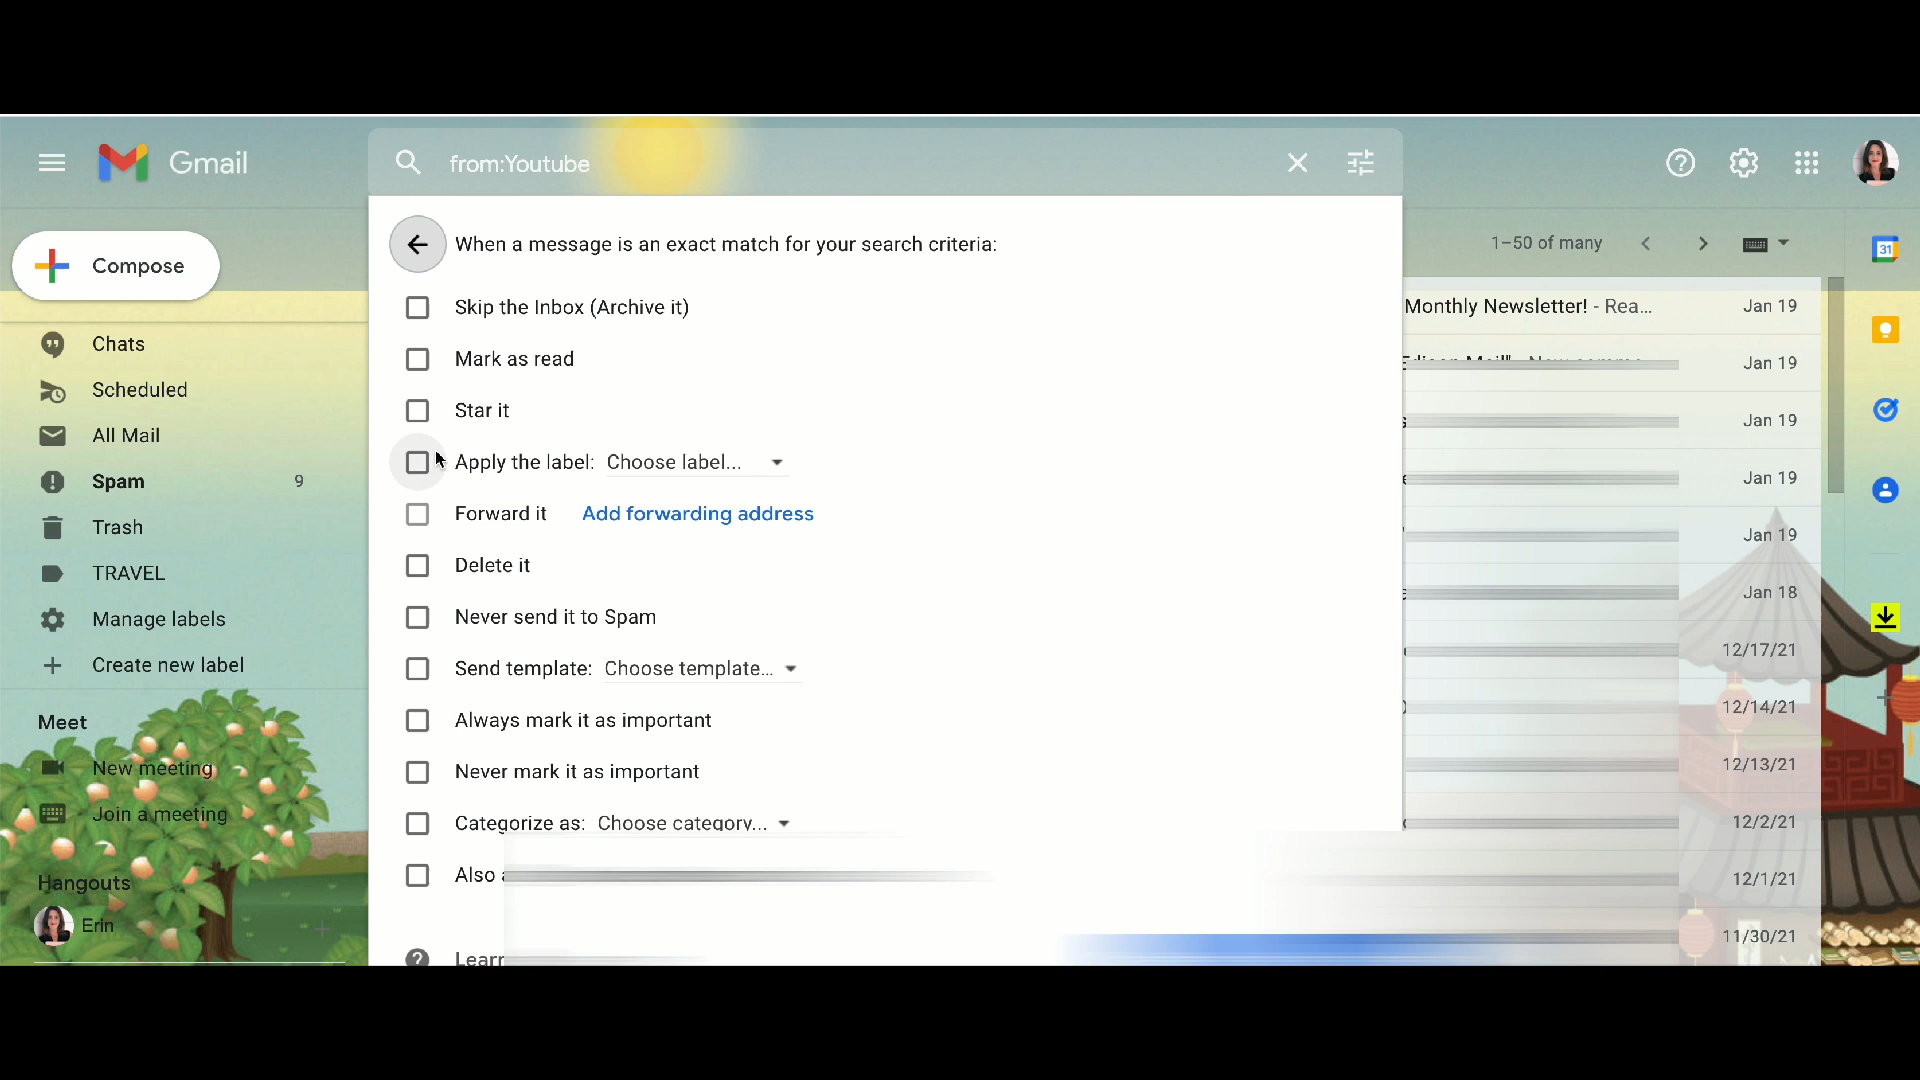 Gmail
from:Youtube
Compose
When a message is an exact match for your search criteria:
1–50 of many
31
Skip the Inbox (Archive it)
Monthly Newsletter! - Rea...
Jan 19
Chats
Mark as read
Jan 19
Scheduled
Star it
Jan 19
All Mail
Apply the label: Choose label...
Jan 19
Spam 9
Forward it Add forwarding address
Jan 19
Trash
Delete it
Jan 18
TRAVEL
Never send it to Spam
12/17/21
Manage labels
Send template: Choose template...
12/14/21
Create new label
Always mark it as important
12/13/21
Meet
Never mark it as important
New meeting
Categorize as: Choose category...
12/2/21
Join a meeting
Also
12/1/21
Hangouts
Erin
11/30/21